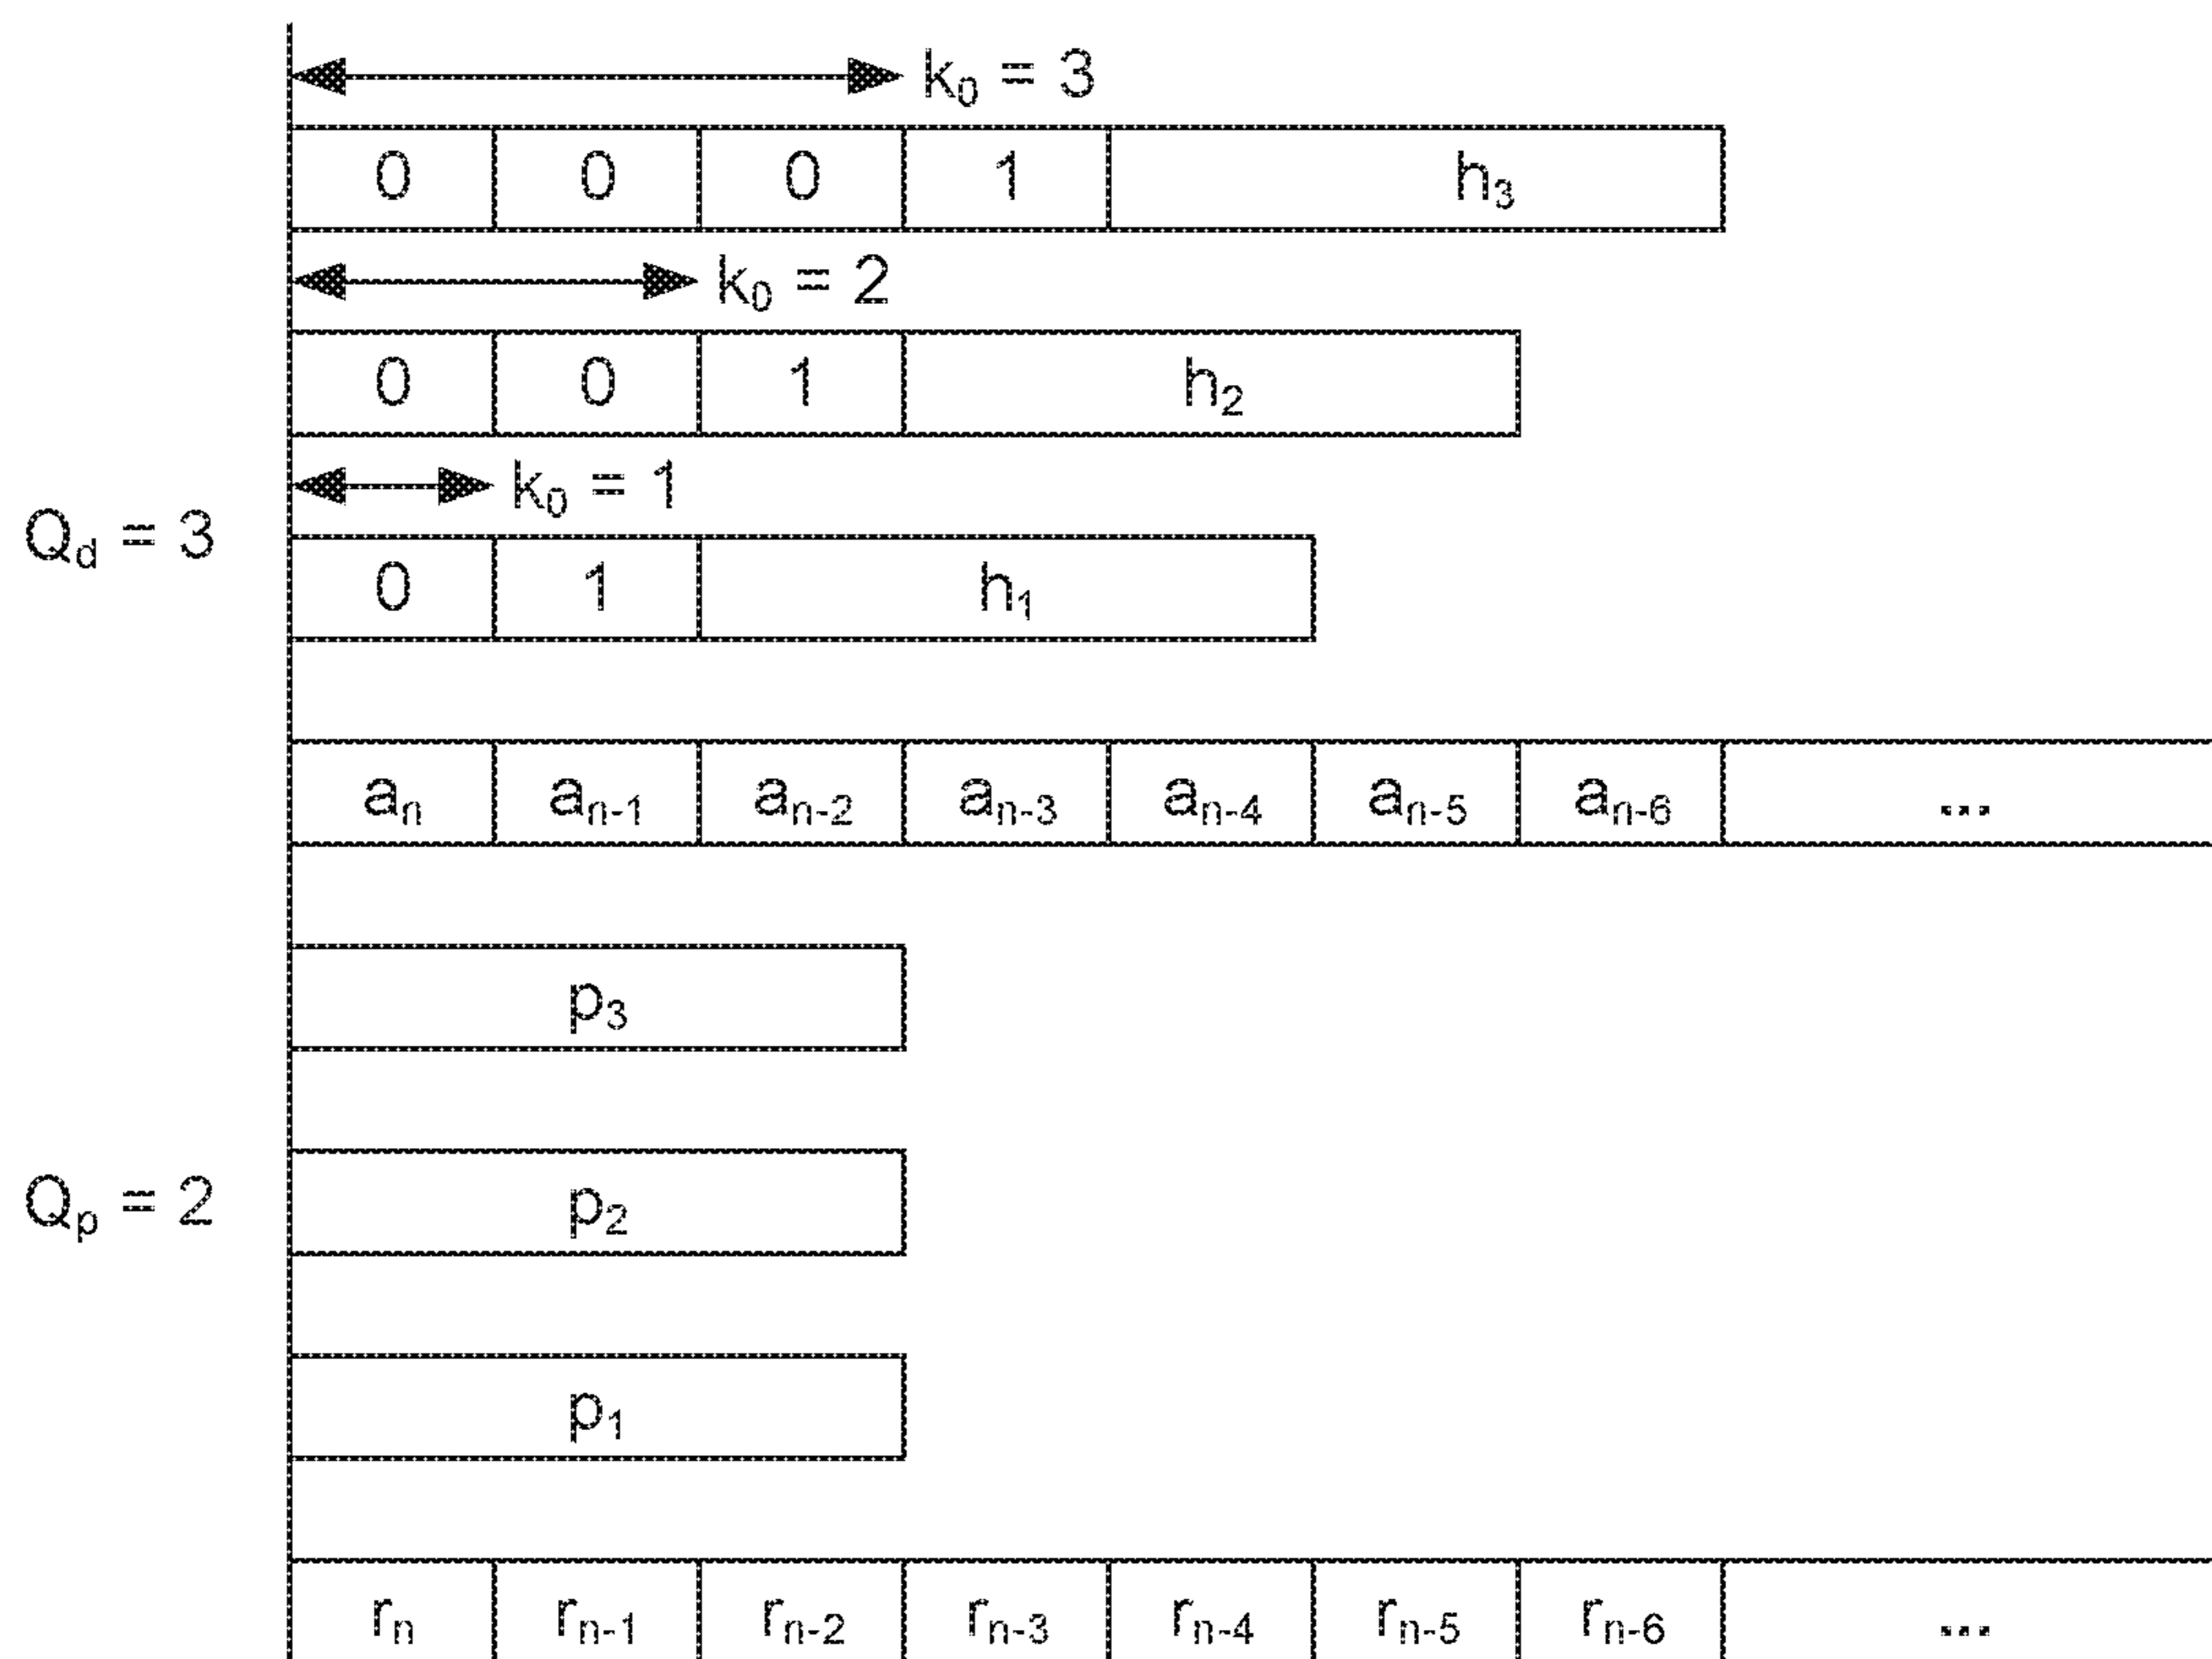 k₀ = 3
0 0 0 1 h₃
k₀ = 2
0 0 1 h₂
k₀ = 1
Q_d = 3
0 1 h₁
aₙ aₙ₋₁ aₙ₋₂ aₙ₋₃ aₙ₋₄ aₙ₋₅ aₙ₋₆ ...
p₃
Qₚ = 2
p₂
p₁
rₙ rₙ₋₁ rₙ₋₂ rₙ₋₃ rₙ₋₄ rₙ₋₅ rₙ₋₆ ...